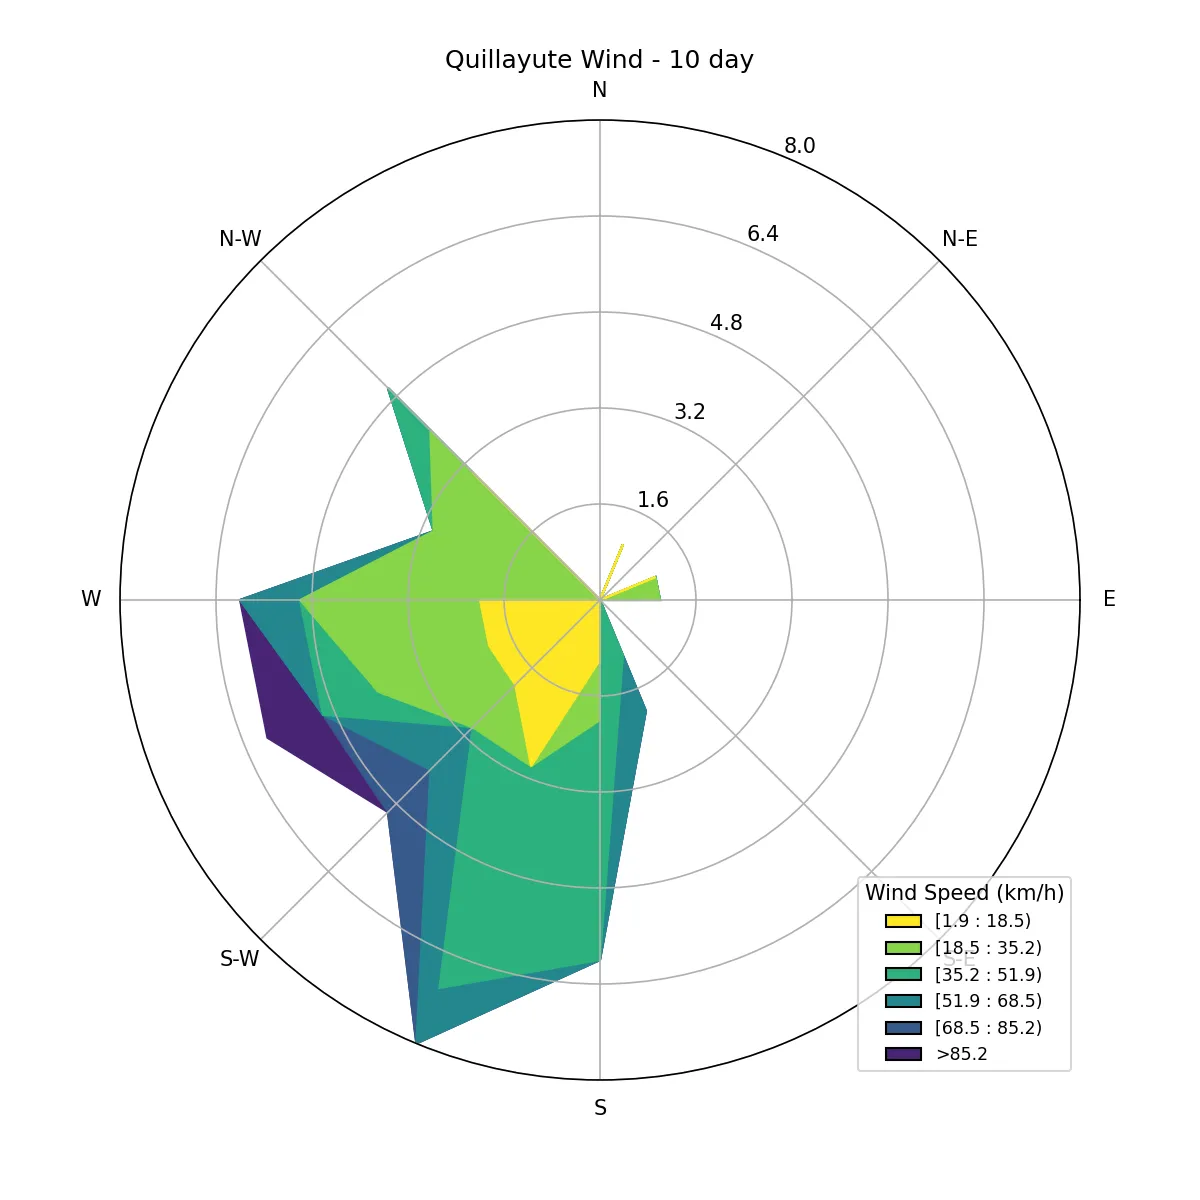 Quillayute Wind - 10 day
N
8.0
N-W
6.4
N-E
4.8
3.2
1.6
W
E
S-W
S-E
S
Wind Speed (km/h)
[1.9 : 18.5)
[18.5 : 35.2)
[35.2 : 51.9)
[51.9 : 68.5)
[68.5 : 85.2)
>85.2